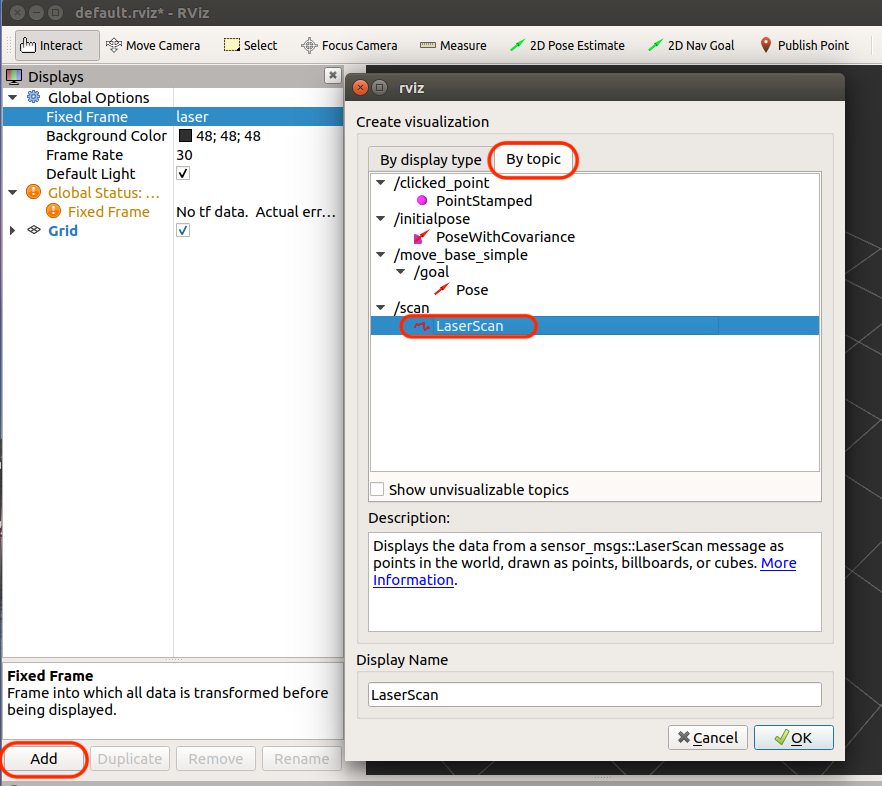 default.rviz* - RViz
Interact Move Camera Select Focus Camera Measure 2D Pose Estimate 2D Nav Goal Publish Point
Displays
Global Options
Fixed Frame laser
Background Color 48; 48; 48
Frame Rate 30
Default Light
Global Status: ...
Fixed Frame No tf data. Actual err...
Grid
Fixed Frame
Frame into which all data is transformed before
being displayed.
Add Duplicate Remove Rename
rviz
Create visualization
By display type By topic
/clicked_point
PointStamped
/initialpose
PoseWithCovariance
/move_base_simple
/goal
Pose
/scan
LaserScan
Show unvisualizable topics
Description:
Displays the data from a sensor_msgs::LaserScan message as
points in the world, drawn as points, billboards, or cubes. More
Information.
Display Name
LaserScan
Cancel OK